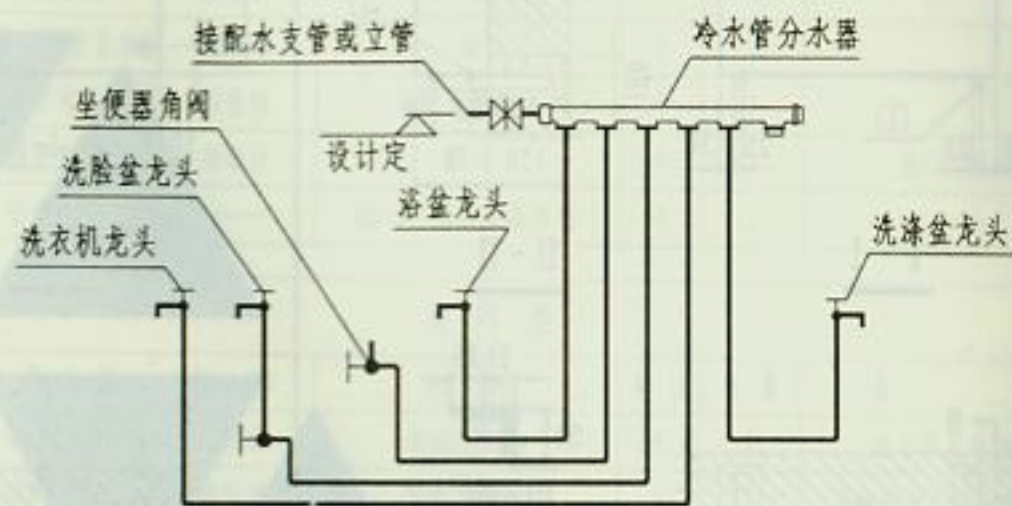 接配水支管或立管
冷水管分水器
坐便器角阀
设计定
洗脸盆龙头
浴盆龙头
洗衣机龙头
洗涤盆龙头